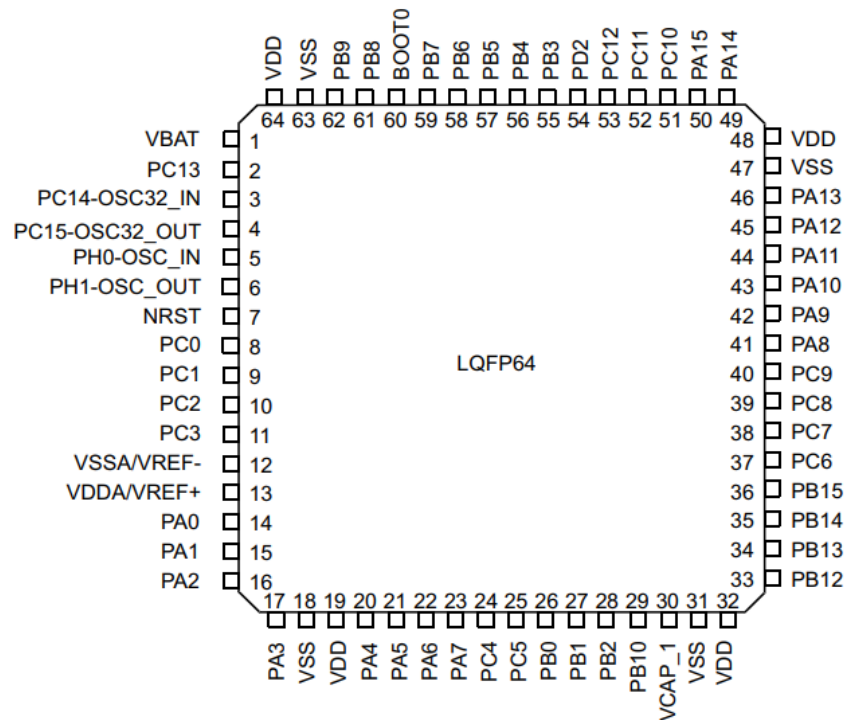 VDD VSS PB9 PB8 BOOT0 PB7 PB6 PB5 PB4 PB3 PD2 PC12 PC11 PC10 PA15 PA14
64 63 62 61 60 59 58 57 56 55 54 53 52 51 50 49
VBAT 1
PC13 2
PC14-OSC32_IN 3
PC15-OSC32_OUT 4
PH0-OSC_IN 5
PH1-OSC_OUT 6
NRST 7
PC0 8
PC1 9
PC2 10
PC3 11
VSSA/VREF- 12
VDDA/VREF+ 13
PA0 14
PA1 15
PA2 16
LQFP64
48 VDD
47 VSS
46 PA13
45 PA12
44 PA11
43 PA10
42 PA9
41 PA8
40 PC9
39 PC8
38 PC7
37 PC6
36 PB15
35 PB14
34 PB13
33 PB12
17 18 19 20 21 22 23 24 25 26 27 28 29 30 31 32
PA3 VSS VDD PA4 PA5 PA6 PA7 PC4 PC5 PB0 PB1 PB2 PB10 VCAP_1 VSS VDD